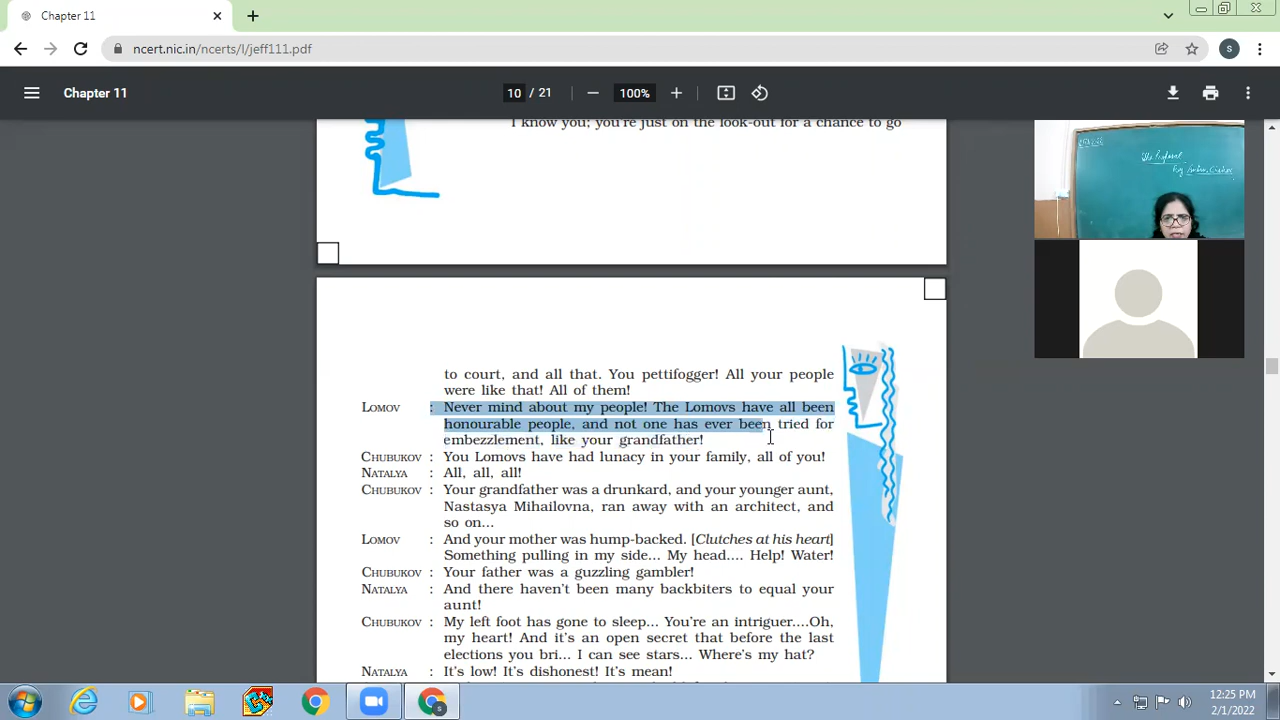 Chapter 11
ncert.nic.in/ncerts/l/jeff111.pdf
S
Chapter 11
10 / 21
100%
I know you; you're just on the look-out for a chance to go
The Proposal
By
to court, and all that. You pettifogger! All your people
were like that! All of them!
LOMOV : Never mind about my people! The Lomovs have all been
honourable people, and not one has ever been tried for
embezzlement, like your grandfather!
CHUBUKOV : You Lomovs have had lunacy in your family, all of you!
NATALYA : All, all, all!
CHUBUKOV : Your grandfather was a drunkard, and your younger aunt,
Nastasya Mihailovna, ran away with an architect, and
so on...
LOMOV : And your mother was hump-backed. [Clutches at his heart]
Something pulling in my side... My head.... Help! Water!
CHUBUKOV : Your father was a guzzling gambler!
NATALYA : And there haven't been many backbiters to equal your
aunt!
CHUBUKOV : My left foot has gone to sleep... You're an intriguer....Oh,
my heart! And it's an open secret that before the last
elections you bri... I can see stars... Where's my hat?
NATALYA : It's low! It's dishonest! It's mean!
12:25 PM
2/1/2022